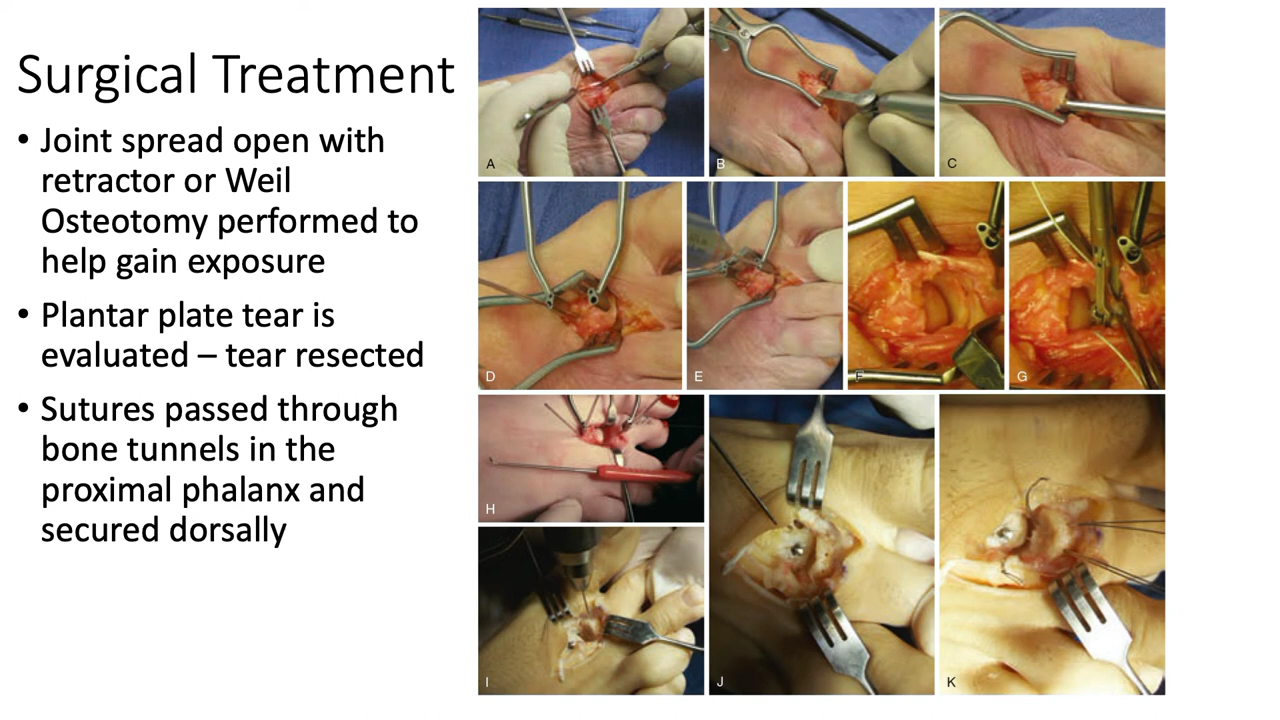 Surgical Treatment
• Joint spread open with
retractor or Weil
Osteotomy performed to
help gain exposure
• Plantar plate tear is
evaluated – tear resected
• Sutures passed through
bone tunnels in the
proximal phalanx and
secured dorsally
A
B
C
D
E
F
G
H
I
J
K